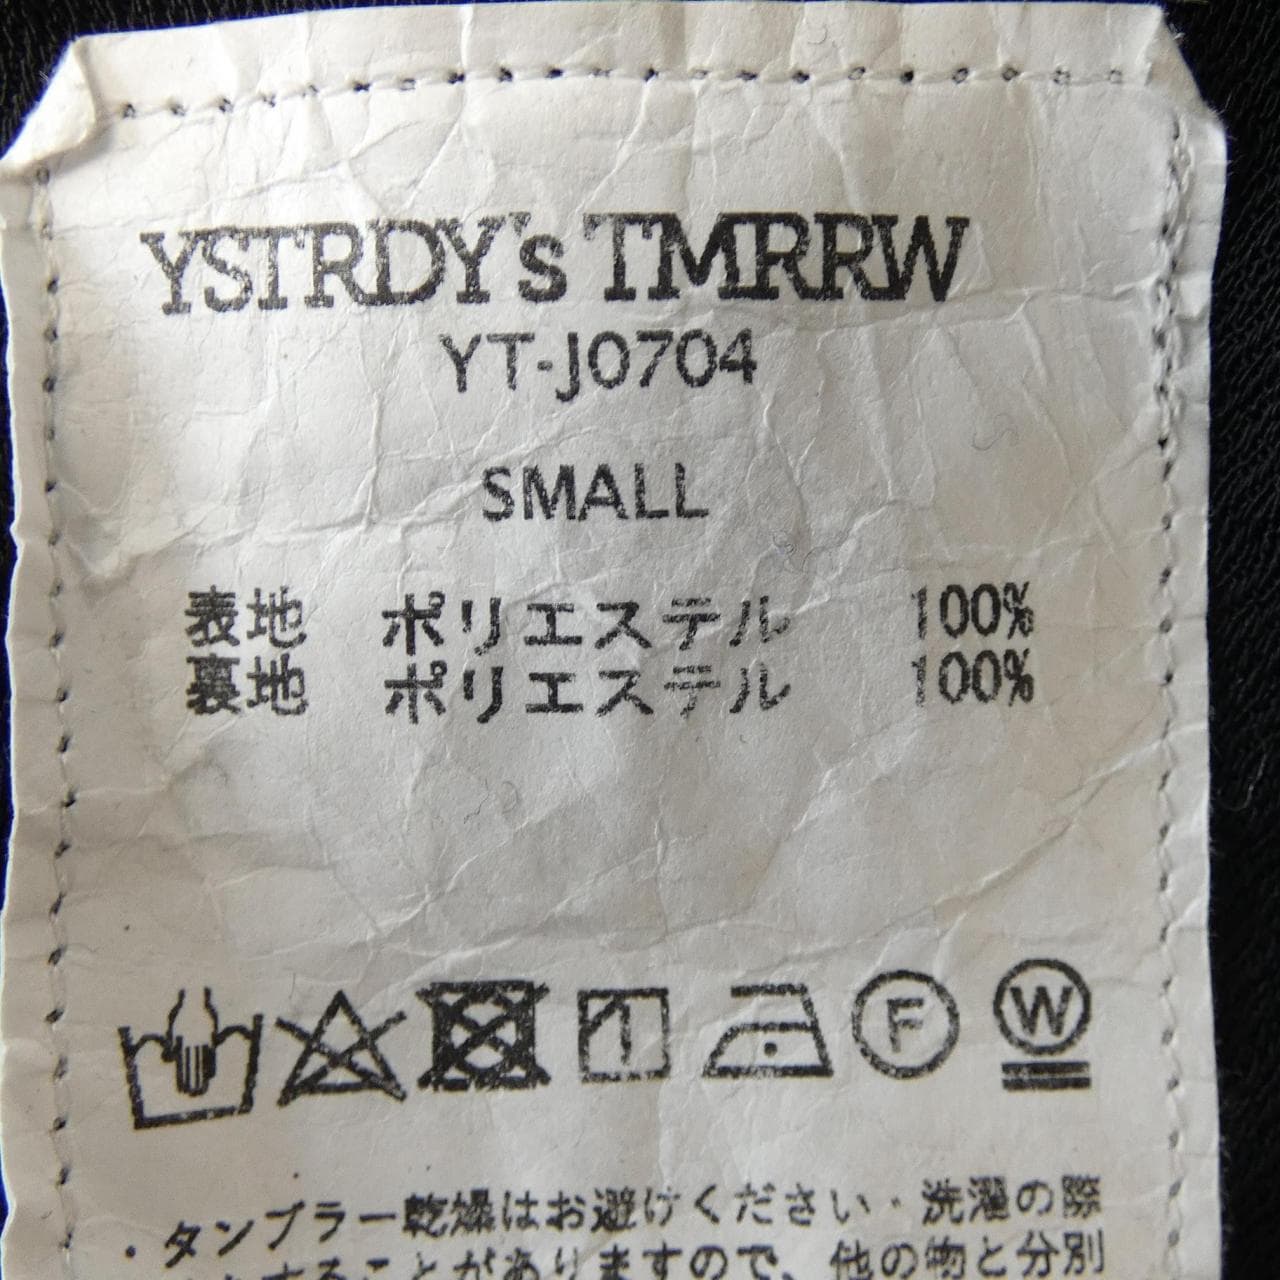 YSTRDY's TMRRW
YT-J0704
SMALL
表地 ポリエステル 100%
裏地 ポリエステル 100%
F W
・タンブラー乾燥はお避けください・洗濯の際
することがありますので、他の物と分別